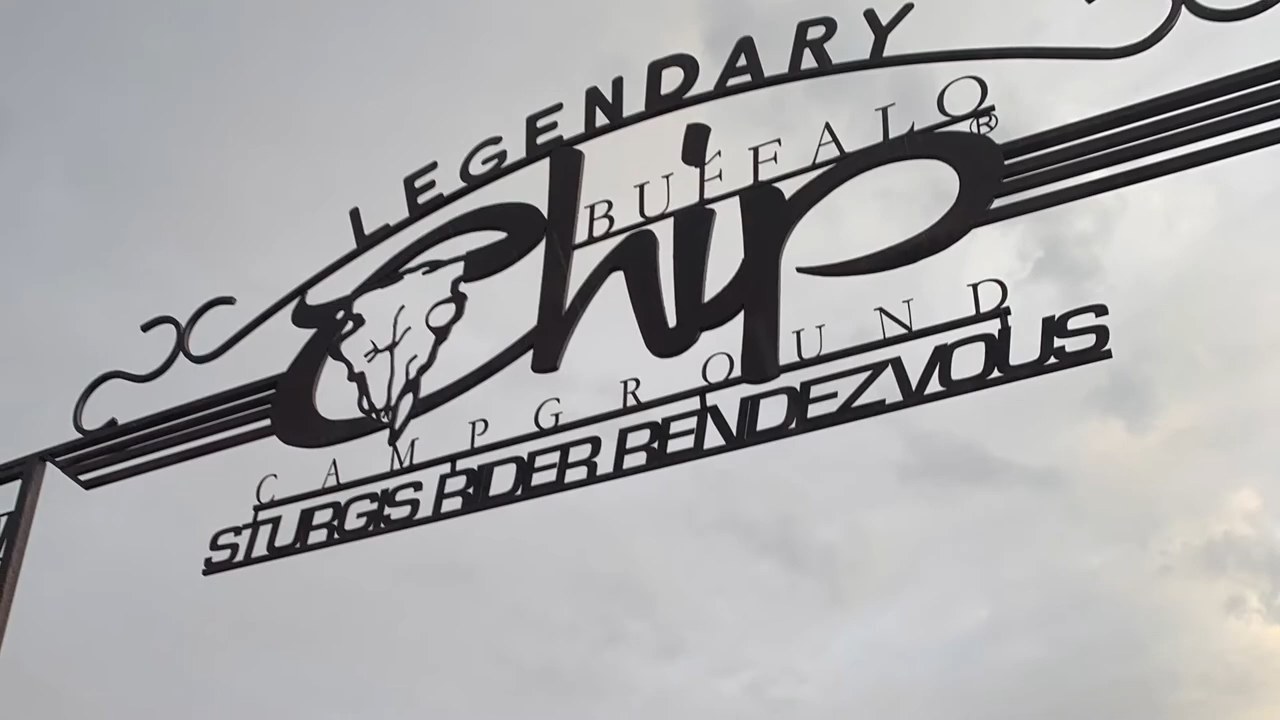 LEGENDARY
BUFFALO
Chip®
CAMPGROUND
STURGIS RIDER RENDEZVOUS